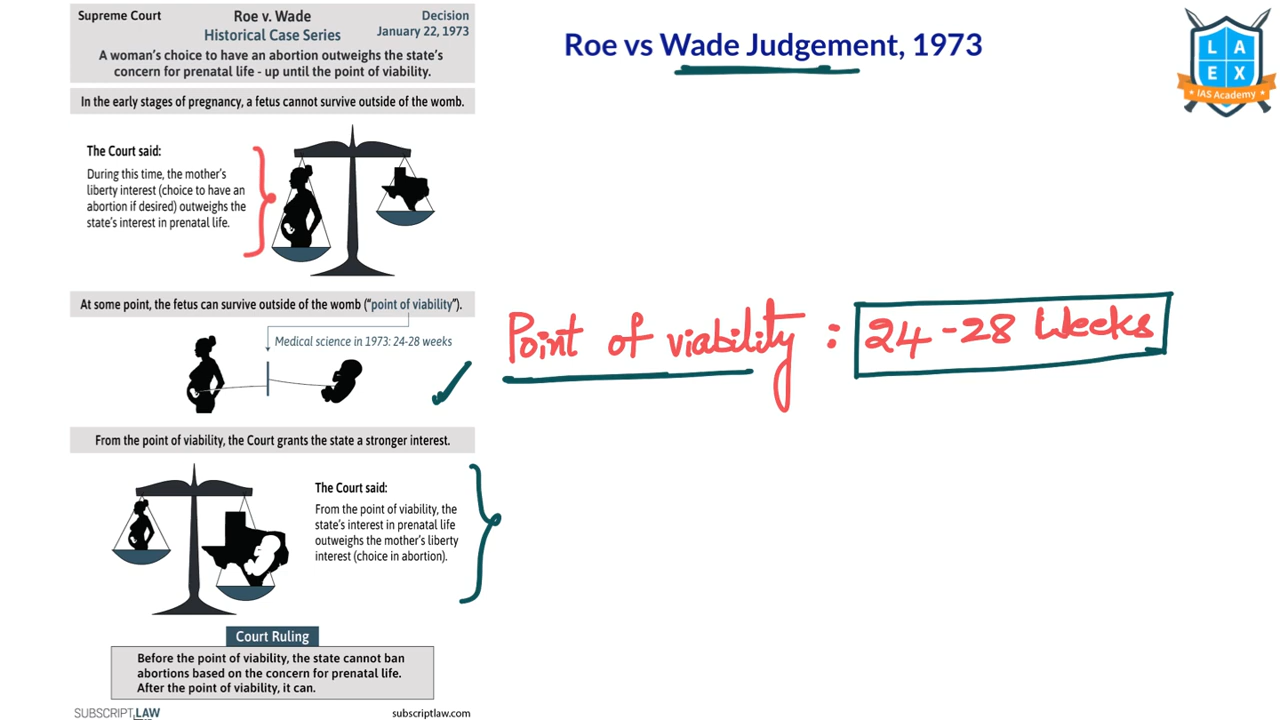 Supreme Court
Roe v. Wade
Historical Case Series
Decision
January 22, 1973
A woman's choice to have an abortion outweighs the state's
concern for prenatal life - up until the point of viability.
In the early stages of pregnancy, a fetus cannot survive outside of the womb.
The Court said:
During this time, the mother's
liberty interest (choice to have an
abortion if desired) outweighs the
state's interest in prenatal life.
At some point, the fetus can survive outside of the womb ("point of viability").
Medical science in 1973: 24-28 weeks
From the point of viability, the Court grants the state a stronger interest.
The Court said:
From the point of viability, the
state's interest in prenatal life
outweighs the mother's liberty
interest (choice in abortion).
Court Ruling
Before the point of viability, the state cannot ban
abortions based on the concern for prenatal life.
After the point of viability, it can.
SUBSCRIPT LAW
subscriptlaw.com
Roe vs Wade Judgement, 1973
Point of viability : 24-28 Weeks
L A
E X
IAS Academy